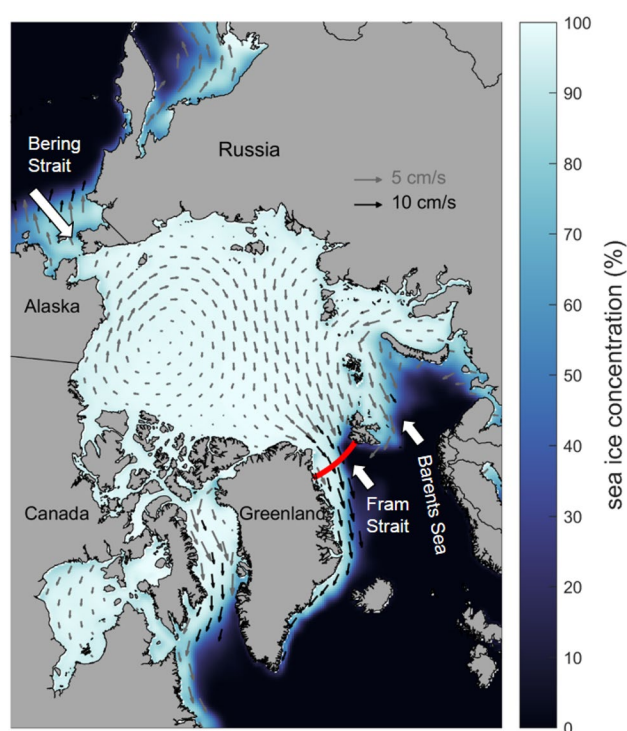 Bering
Strait
Russia
5 cm/s
10 cm/s
Alaska
Canada
Greenland
Fram
Strait
Barents Sea
100
90
80
70
60
50
40
30
20
10
0
sea ice concentration (%)